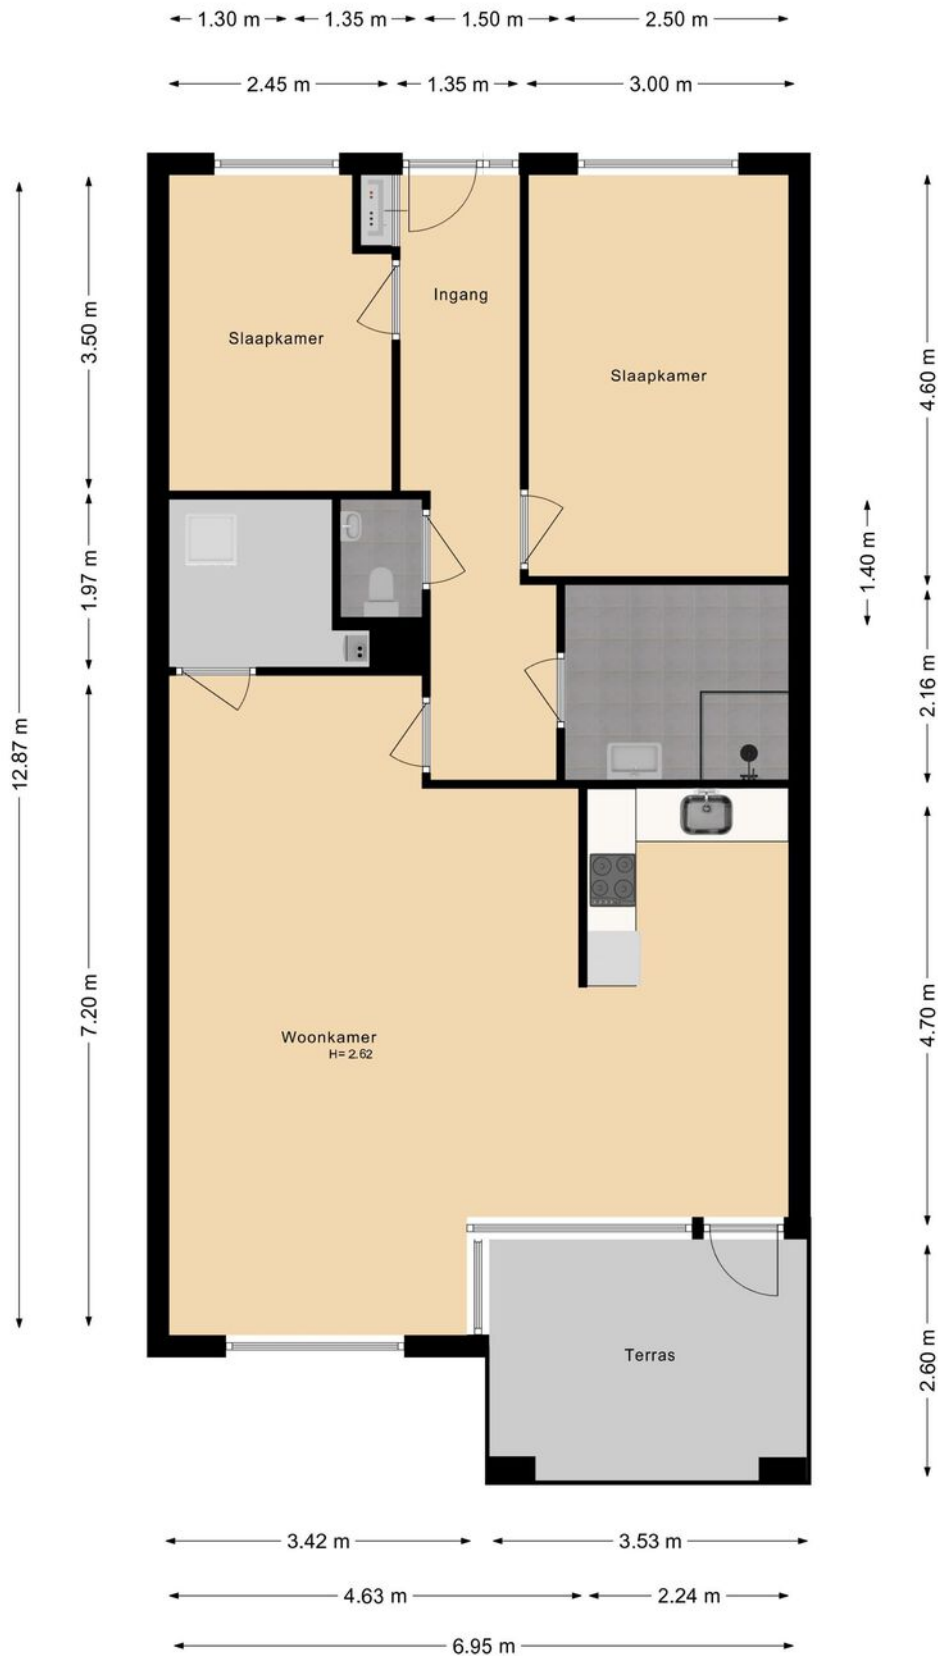 1.30 m
1.35 m
1.50 m
2.50 m
2.45 m
1.35 m
3.00 m
Ingang
Slaapkamer
Slaapkamer
3.50 m
4.60 m
1.40 m
1.97 m
2.16 m
12.87 m
7.20 m
4.70 m
Woonkamer
H= 2.62
Terras
2.60 m
3.42 m
3.53 m
4.63 m
2.24 m
6.95 m